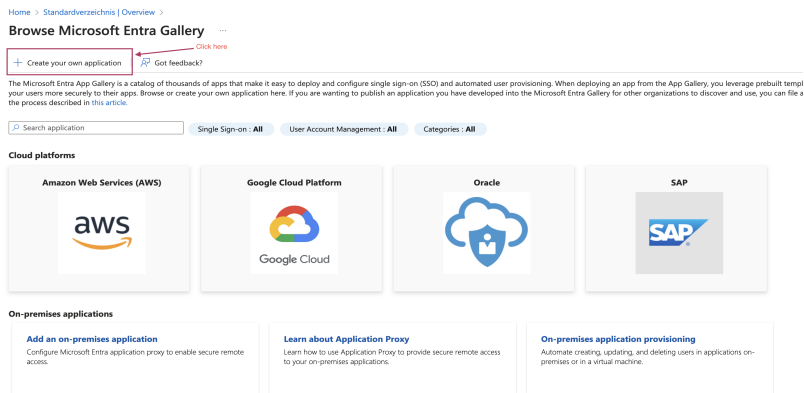 Home > Standardverzeichnis | Overview >
Browse Microsoft Entra Gallery ...
Click here
+ Create your own application
Got feedback?
The Microsoft Entra App Gallery is a catalog of thousands of apps that make it easy to deploy and configure single sign-on (SSO) and automated user provisioning. When deploying an app from the App Gallery, you leverage prebuilt templ
your users more securely to their apps. Browse or create your own application here. If you are wanting to publish an application you have developed into the Microsoft Entra Gallery for other organizations to discover and use, you can file a
the process described in this article.
Search application
Single Sign-on : All
User Account Management : All
Categories : All
Cloud platforms
Amazon Web Services (AWS)
Google Cloud Platform
Oracle
SAP
aws
Google Cloud
SAP
On-premises applications
Add an on-premises application
Configure Microsoft Entra application proxy to enable secure remote
access.
Learn about Application Proxy
Learn how to use Application Proxy to provide secure remote access
to your on-premises applications.
On-premises application provisioning
Automate creating, updating, and deleting users in applications on-
premises or in a virtual machine.